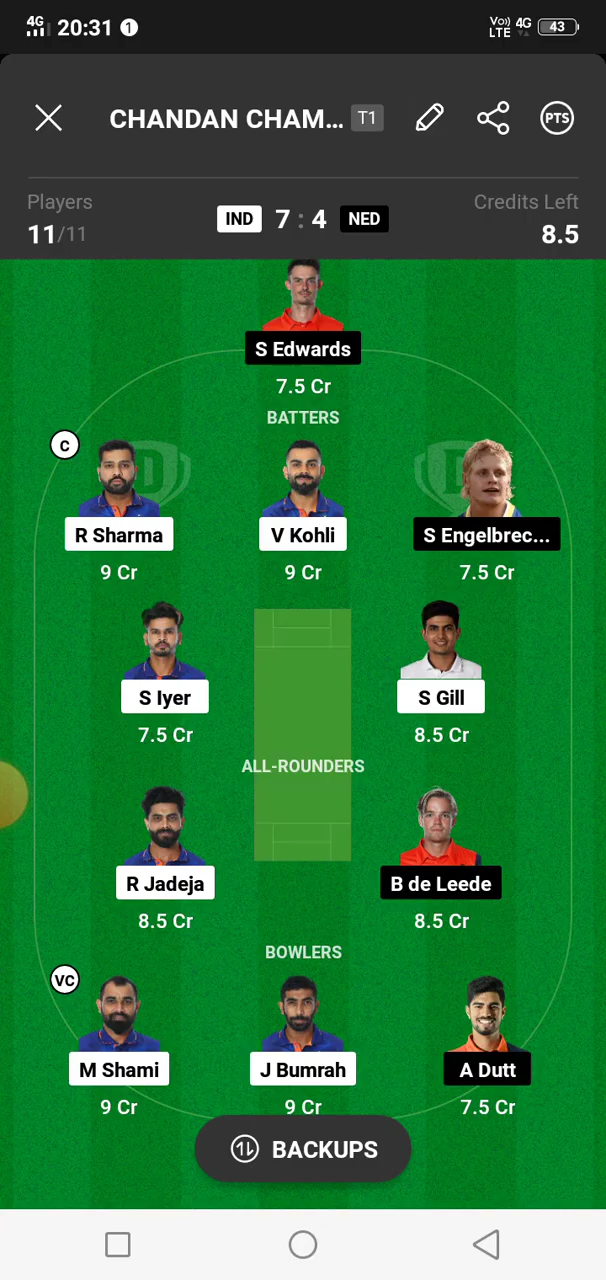 4G 20:31 1 Vo)) LTE 4G 43
CHANDAN CHAM... T1 PTS
Players Credits Left
11/11 IND 7 : 4 NED 8.5
S Edwards
7.5 Cr
BATTERS
C
R Sharma V Kohli S Engelbrec...
9 Cr 9 Cr 7.5 Cr
S Iyer S Gill
7.5 Cr 8.5 Cr
ALL-ROUNDERS
R Jadeja B de Leede
8.5 Cr 8.5 Cr
BOWLERS
VC
M Shami J Bumrah A Dutt
9 Cr 9 Cr 7.5 Cr
BACKUPS